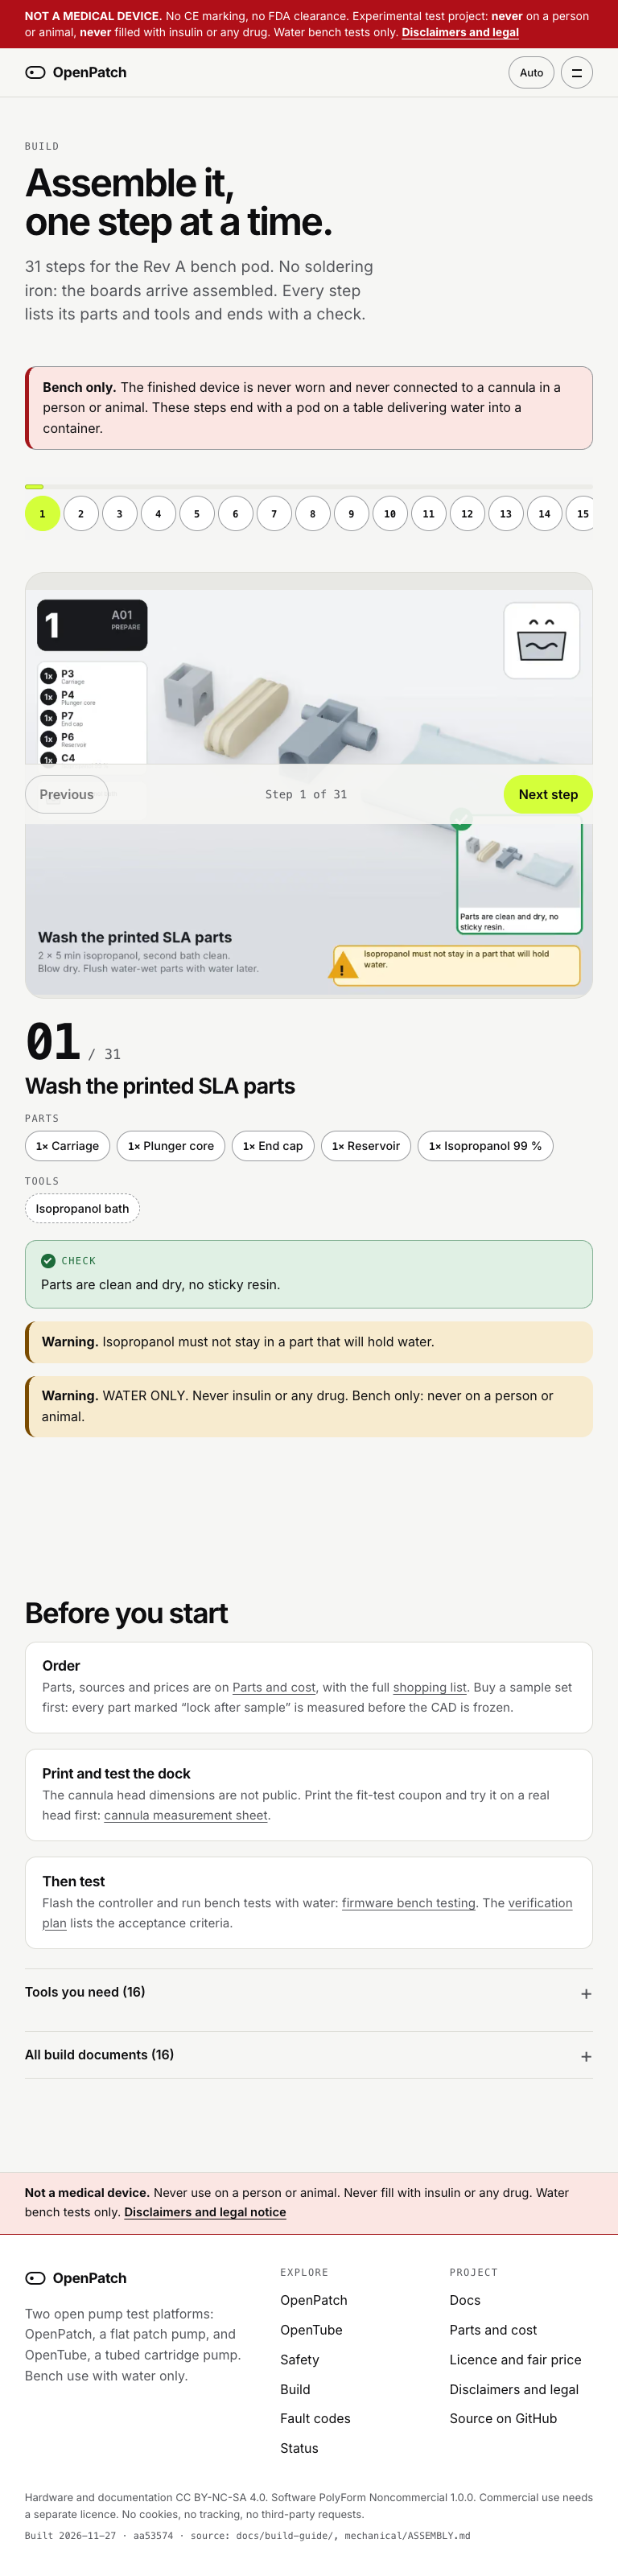 NOT A MEDICAL DEVICE. No CE marking, no FDA clearance. Experimental test project: never on a person
or animal, never filled with insulin or any drug. Water bench tests only. Disclaimers and legal
OpenPatch
Auto
BUILD
Assemble it,
one step at a time.
31 steps for the Rev A bench pod. No soldering
iron: the boards arrive assembled. Every step
lists its parts and tools and ends with a check.
Bench only. The finished device is never worn and never connected to a cannula in a
person or animal. These steps end with a pod on a table delivering water into a
container.
1 2 3 4 5 6 7 8 9 10 11 12 13 14 15
1 A01
PREPARE
1x P3
Carriage
1x P4
Plunger core
1x P7
End cap
1x P6
Reservoir
1x C4
Previous Step 1 of 31 Next step
Parts are clean and dry, no
sticky resin.
Wash the printed SLA parts
2 × 5 min isopropanol, second bath clean.
Blow dry. Flush water-wet parts with water later.
Isopropanol must not stay in a part that will hold
water.
01 / 31
Wash the printed SLA parts
PARTS
1× Carriage 1× Plunger core 1× End cap 1× Reservoir 1× Isopropanol 99 %
TOOLS
Isopropanol bath
CHECK
Parts are clean and dry, no sticky resin.
Warning. Isopropanol must not stay in a part that will hold water.
Warning. WATER ONLY. Never insulin or any drug. Bench only: never on a person or
animal.
Before you start
Order
Parts, sources and prices are on Parts and cost, with the full shopping list. Buy a sample set
first: every part marked “lock after sample” is measured before the CAD is frozen.
Print and test the dock
The cannula head dimensions are not public. Print the fit-test coupon and try it on a real
head first: cannula measurement sheet.
Then test
Flash the controller and run bench tests with water: firmware bench testing. The verification
plan lists the acceptance criteria.
Tools you need (16) +
All build documents (16) +
Not a medical device. Never use on a person or animal. Never fill with insulin or any drug. Water
bench tests only. Disclaimers and legal notice
OpenPatch
Two open pump test platforms:
OpenPatch, a flat patch pump, and
OpenTube, a tubed cartridge pump.
Bench use with water only.
EXPLORE
OpenPatch
OpenTube
Safety
Build
Fault codes
Status
PROJECT
Docs
Parts and cost
Licence and fair price
Disclaimers and legal
Source on GitHub
Hardware and documentation CC BY-NC-SA 4.0. Software PolyForm Noncommercial 1.0.0. Commercial use needs
a separate licence. No cookies, no tracking, no third-party requests.
Built 2026-11-27 · aa53574 · source: docs/build-guide/, mechanical/ASSEMBLY.md